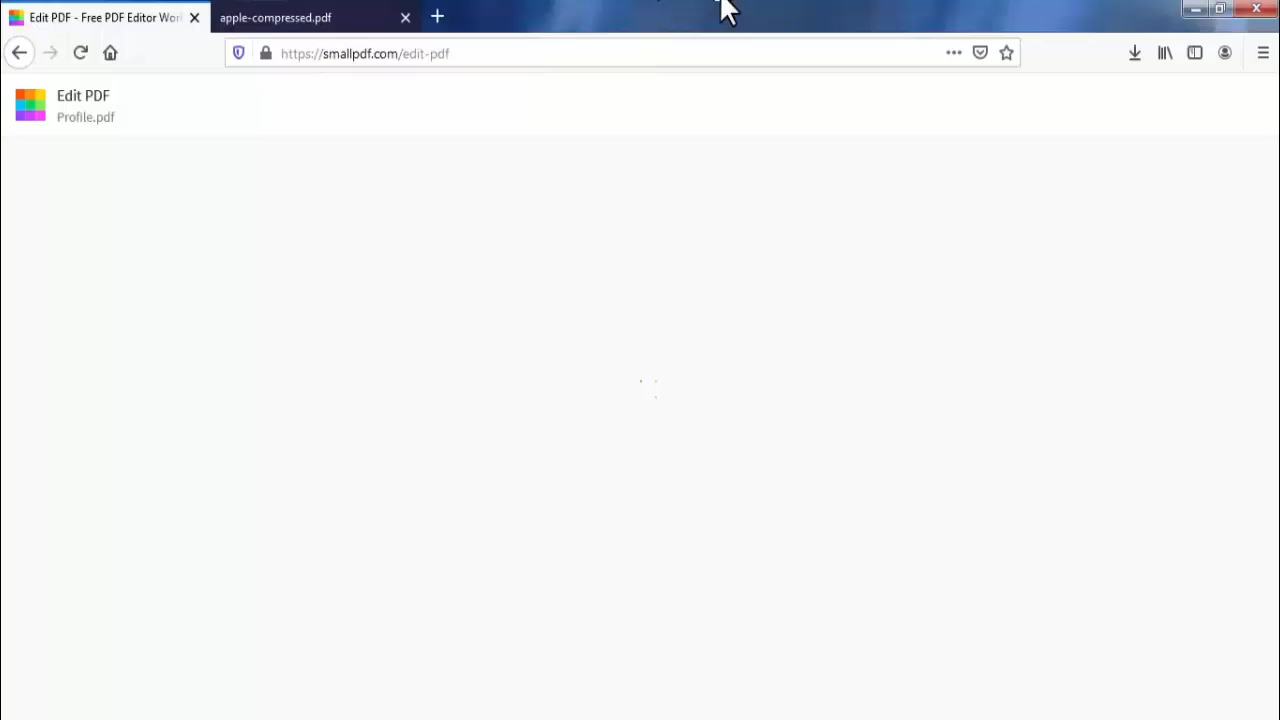 Edit PDF - Free PDF Editor Wor
apple-compressed.pdf
https://smallpdf.com/edit-pdf
Edit PDF
Profile.pdf